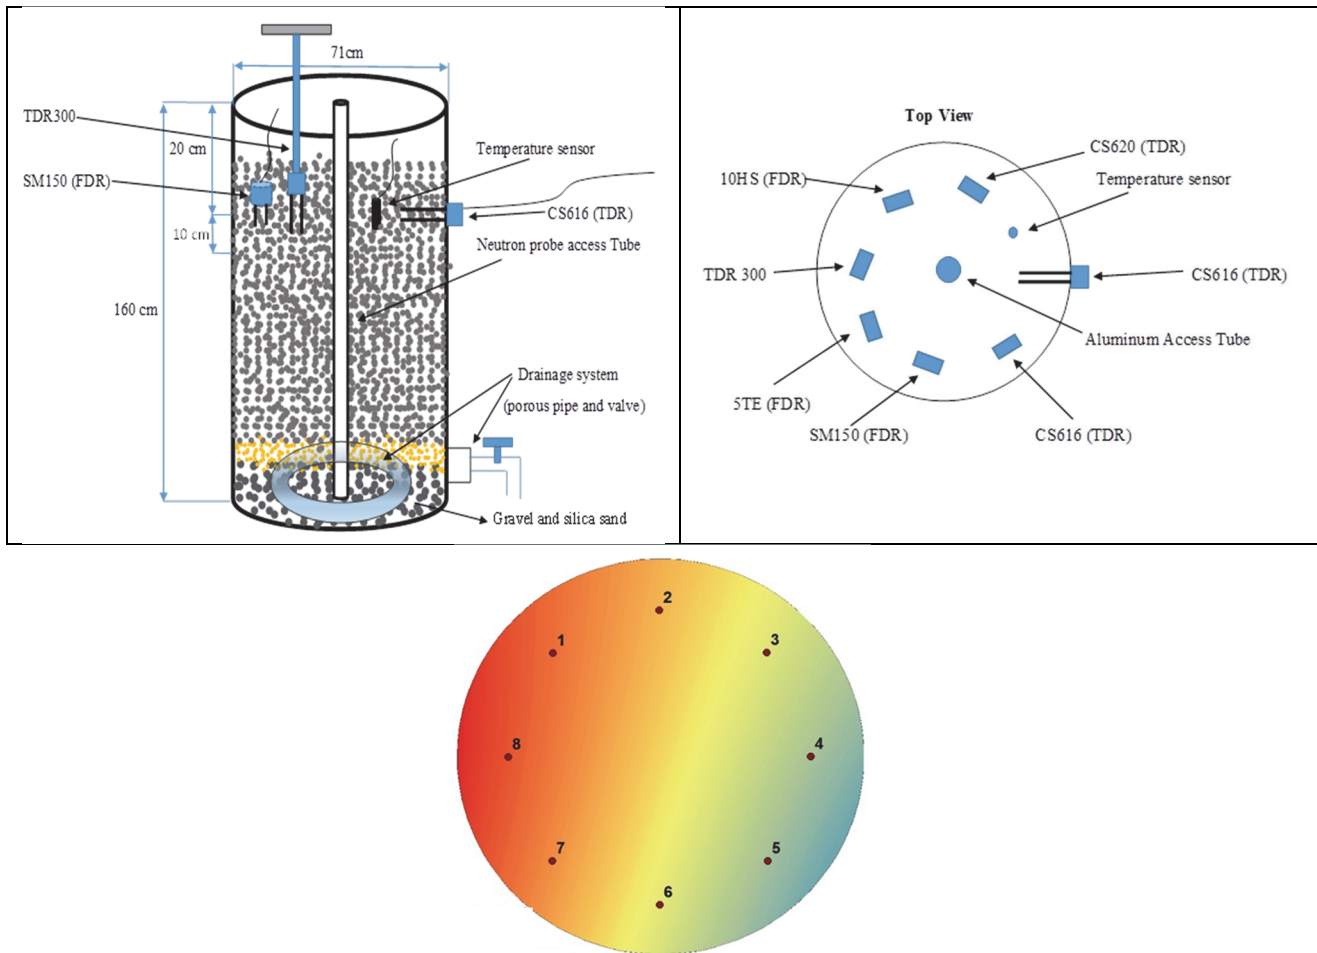 71cm
TDR300
20 cm
SM150 (FDR)
10 cm
160 cm
Temperature sensor
CS616 (TDR)
Neutron probe access Tube
Drainage system
(porous pipe and valve)
Gravel and silica sand
Top View
CS620 (TDR)
10HS (FDR)
Temperature sensor
TDR 300
CS616 (TDR)
Aluminum Access Tube
5TE (FDR)
SM150 (FDR)
CS616 (TDR)
2
1
3
8
4
7
5
6